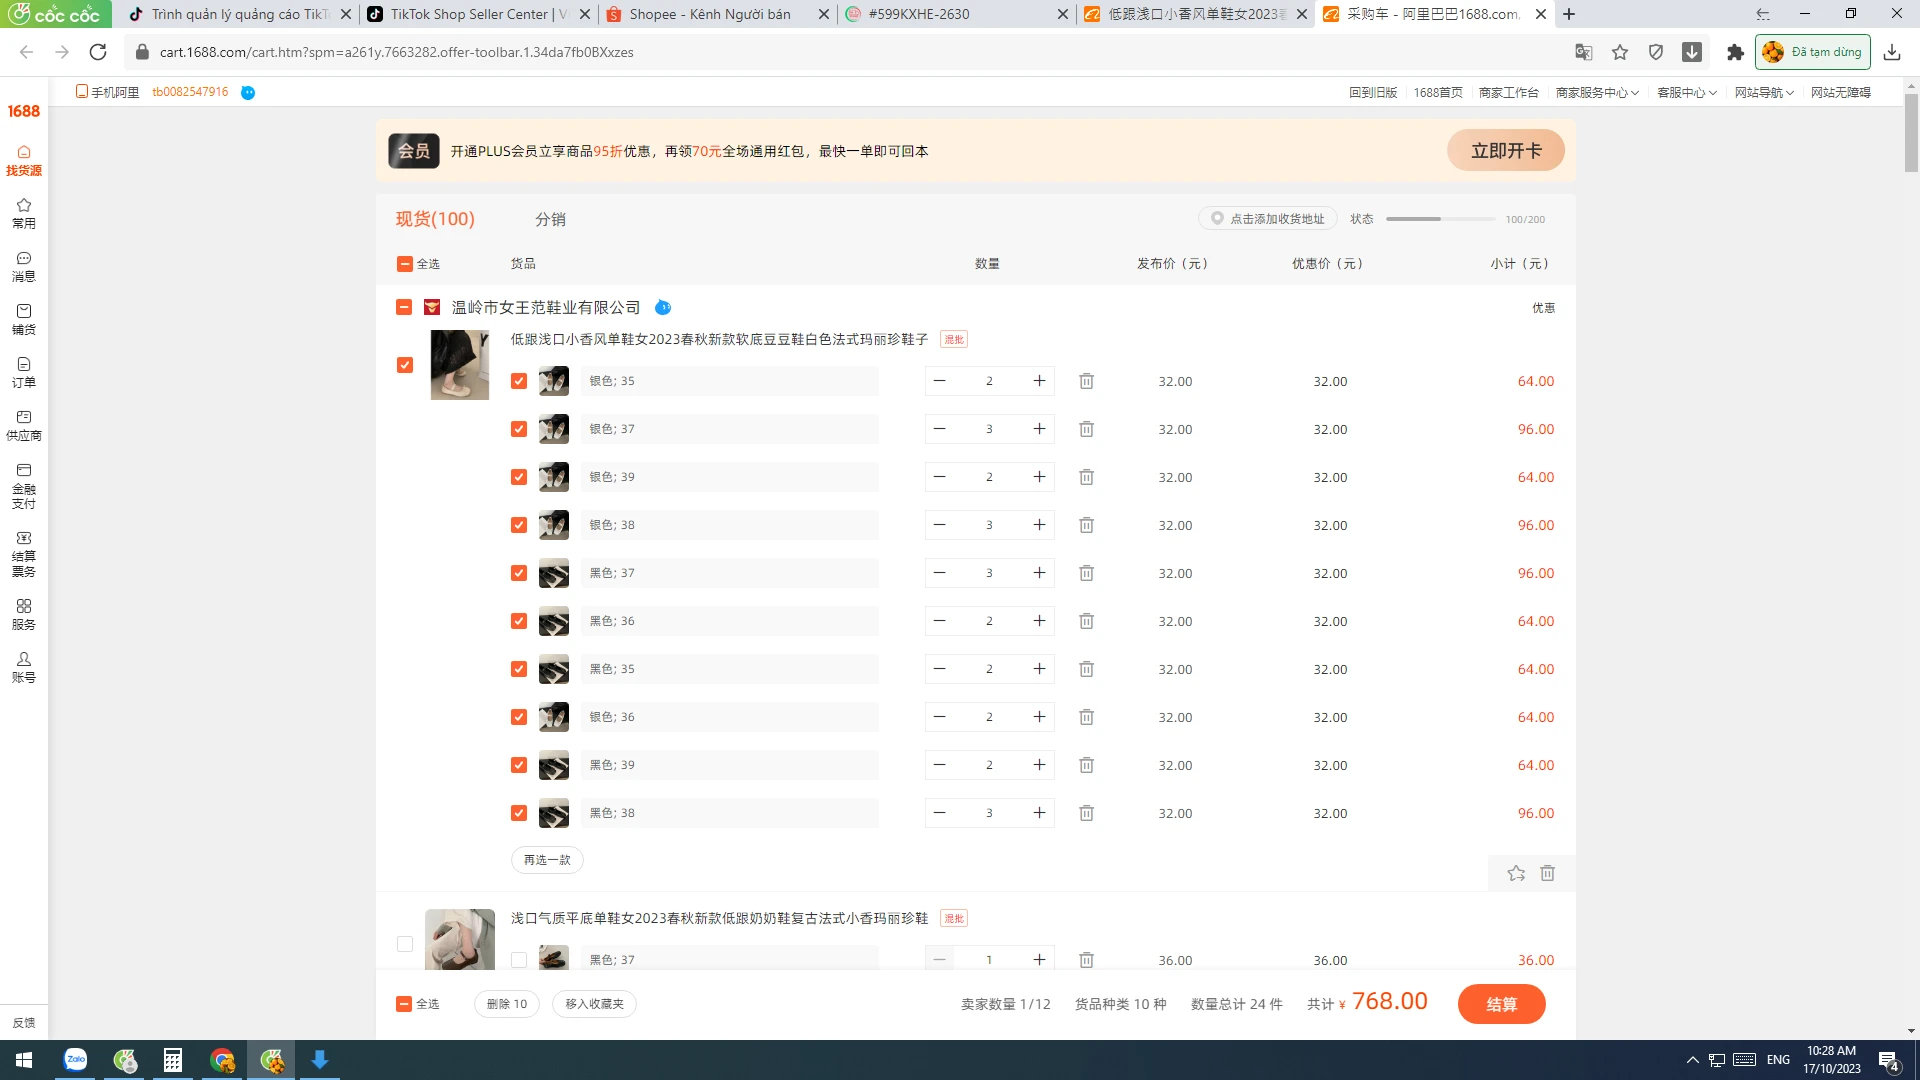 cốc cốc
Trình quản lý quảng cáo TikT
TikTok Shop Seller Center | V
Shopee - Kênh Người bán
#599KXHE-2630
低跟浅口小香风单鞋女2023春
采购车 - 阿里巴巴1688.com
cart.1688.com/cart.htm?spm=a261y.7663282.offer-toolbar.1.34da7fb0BXxzes
Đã tạm dừng
手机阿里
tb0082547916
回到旧版
1688首页
商家工作台
商家服务中心
客服中心
网站导航
网站无障碍
1688
找货源
常用
消息
铺货
订单
供应商
金融
支付
结算
票务
服务
账号
反馈
会员
开通PLUS会员立享商品95折优惠，再领70元全场通用红包，最快一单即可回本
立即开卡
现货(100)
分销
点击添加收货地址
状态
100/200
全选
货品
数量
发布价（元）
优惠价（元）
小计（元）
温岭市女王范鞋业有限公司
优惠
低跟浅口小香风单鞋女2023春秋新款软底豆豆鞋白色法式玛丽珍鞋子
混批
银色; 35 2 32.00 32.00 64.00
银色; 37 3 32.00 32.00 96.00
银色; 39 2 32.00 32.00 64.00
银色; 38 3 32.00 32.00 96.00
黑色; 37 3 32.00 32.00 96.00
黑色; 36 2 32.00 32.00 64.00
黑色; 35 2 32.00 32.00 64.00
银色; 36 2 32.00 32.00 64.00
黑色; 39 2 32.00 32.00 64.00
黑色; 38 3 32.00 32.00 96.00
再选一款
浅口气质平底单鞋女2023春秋新款低跟奶奶鞋复古法式小香玛丽珍鞋
混批
黑色; 37 1 36.00 36.00 36.00
全选
删除 10
移入收藏夹
卖家数量 1/12
货品种类 10 种
数量总计 24 件
共计 ¥ 768.00
结算
Zalo
ENG
10:28 AM
17/10/2023
4